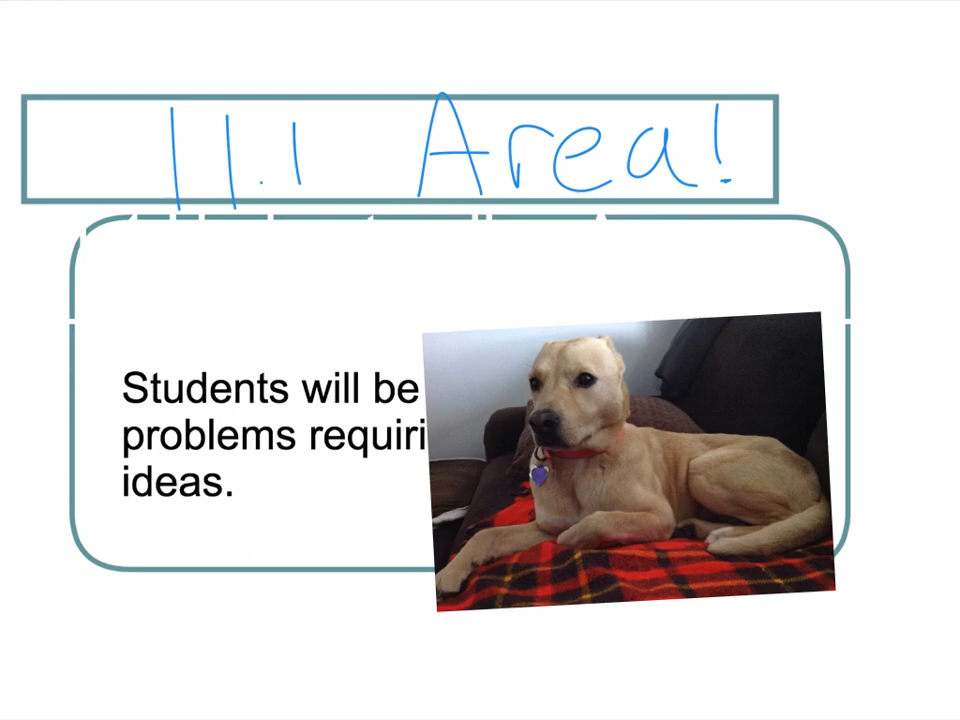 11.1 Area!
Students will be
problems requiri
ideas.